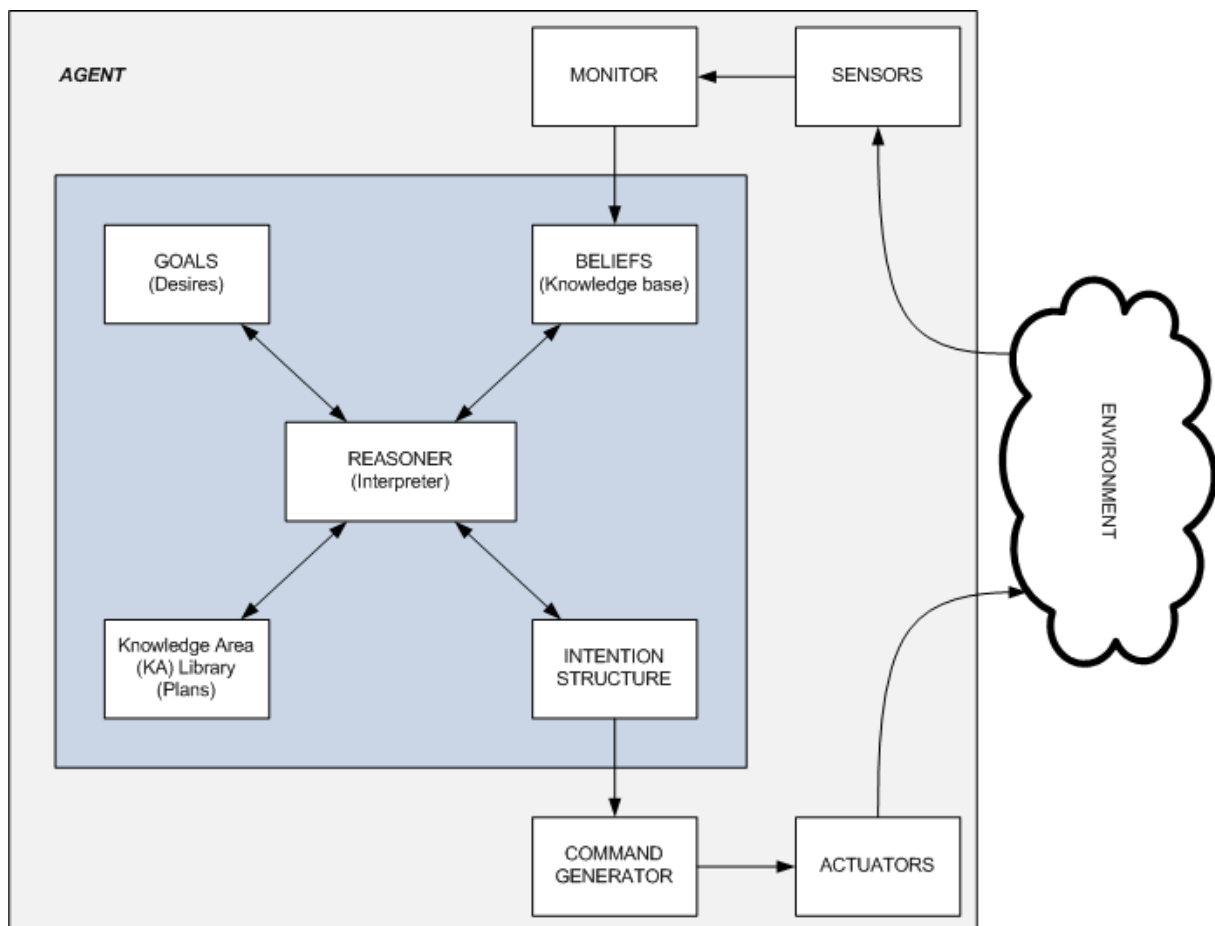 AGENT
MONITOR
SENSORS
GOALS
(Desires)
BELIEFS
(Knowledge base)
REASONER
(Interpreter)
ENVIRONMENT
Knowledge Area
(KA) Library
(Plans)
INTENTION
STRUCTURE
COMMAND
GENERATOR
ACTUATORS